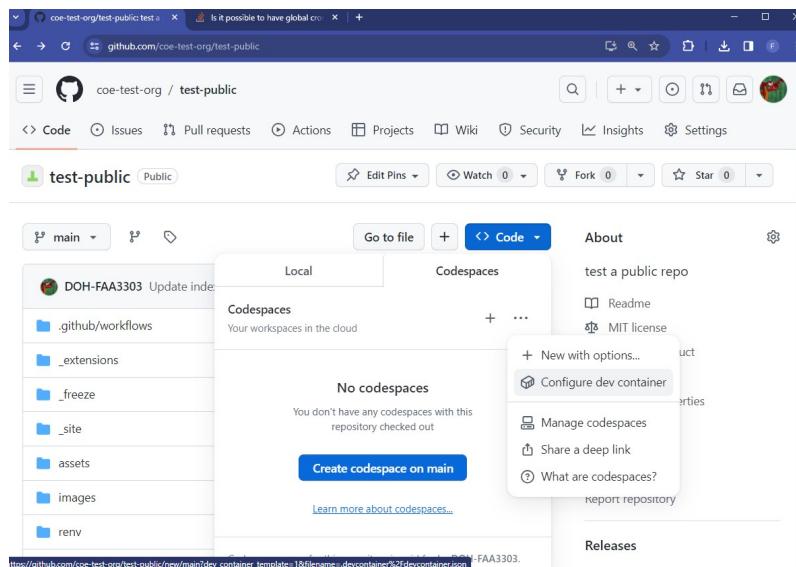 coe-test-org/test-public: test a
Is it possible to have global cro
github.com/coe-test-org/test-public
F
coe-test-org / test-public
Code Issues Pull requests Actions Projects Wiki Security Insights Settings
test-public Public
Edit Pins Watch 0 Fork 0 Star 0
main
Go to file
Code
About
Local Codespaces
test a public repo
DOH-FAA3303 Update inde
Codespaces
Your workspaces in the cloud
Readme
MIT license
.github/workflows
New with options...
uct
_extensions
Configure dev container
_freeze
No codespaces
erties
You don't have any codespaces with this
repository checked out
_site
Manage codespaces
Share a deep link
assets
Create codespace on main
What are codespaces?
images
Report repository
Learn more about codespaces...
renv
Releases
DOH-FAA3303.
ttps://github.com/coe-test-org/test-public/new/main?dev_container_template=1&filename=.devcontainer%2Fdevcontainer.json